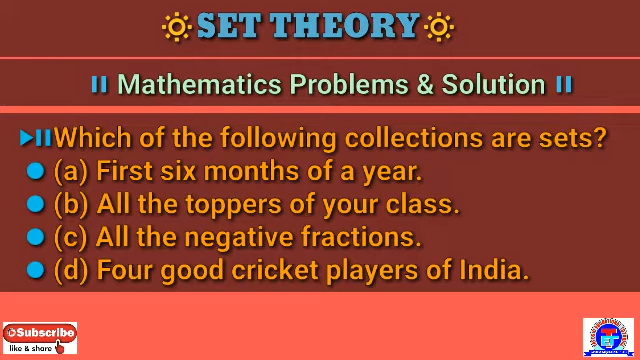 SET THEORY
Mathematics Problems & Solution
Which of the following collections are sets?
(a) First six months of a year.
(b) All the toppers of your class.
(c) All the negative fractions.
(d) Four good cricket players of India.
Subscribe
like & share